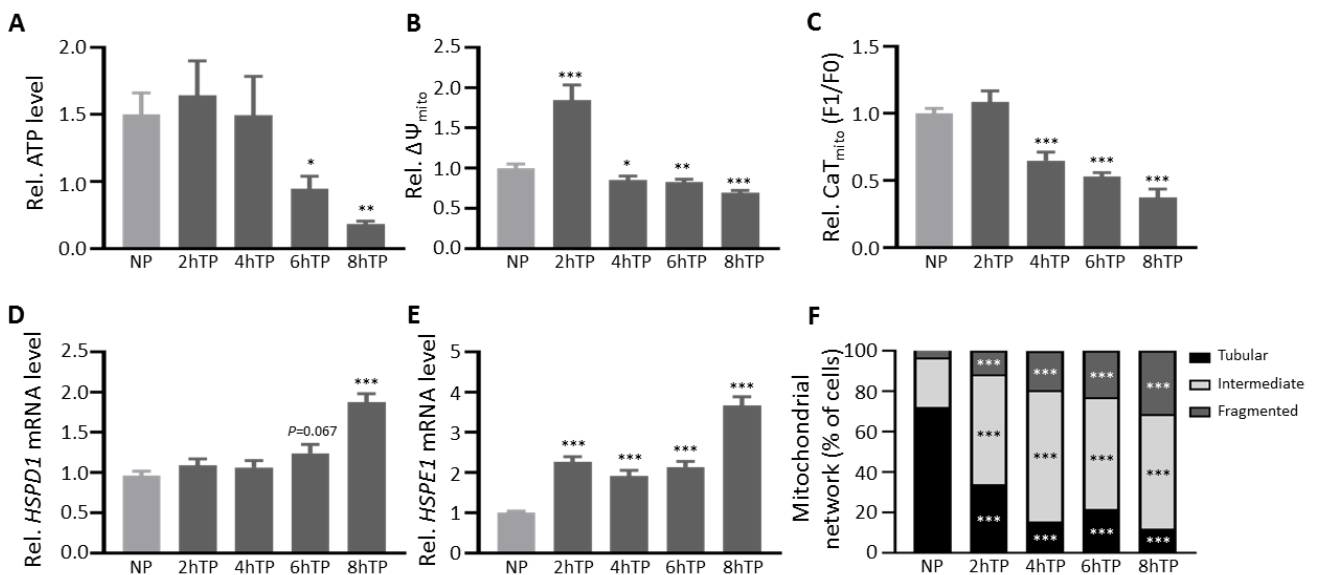 A
Rel. ATP level
2.0
1.5
1.0
0.0
NP 2hTP 4hTP 6hTP 8hTP
*
**
B
Rel. ΔΨmito
2.5
2.0
1.5
1.0
0.5
0.0
NP 2hTP 4hTP 6hTP 8hTP
***
*
**
***
C
Rel. CaTmito (F1/F0)
1.5
1.0
0.5
0.0
NP 2hTP 4hTP 6hTP 8hTP
***
***
***
D
Rel. HSPD1 mRNA level
2.5
2.0
1.5
1.0
0.5
0.0
NP 2hTP 4hTP 6hTP 8hTP
P=0.067
***
E
Rel. HSPE1 mRNA level
5
4
3
2
1
0
NP 2hTP 4hTP 6hTP 8hTP
***
***
***
***
F
Mitochondrial
network (% of cells)
100
80
60
40
20
0
NP 2hTP 4hTP 6hTP 8hTP
*** *** *** ***
*** *** *** ***
*** *** *** ***
Tubular
Intermediate
Fragmented